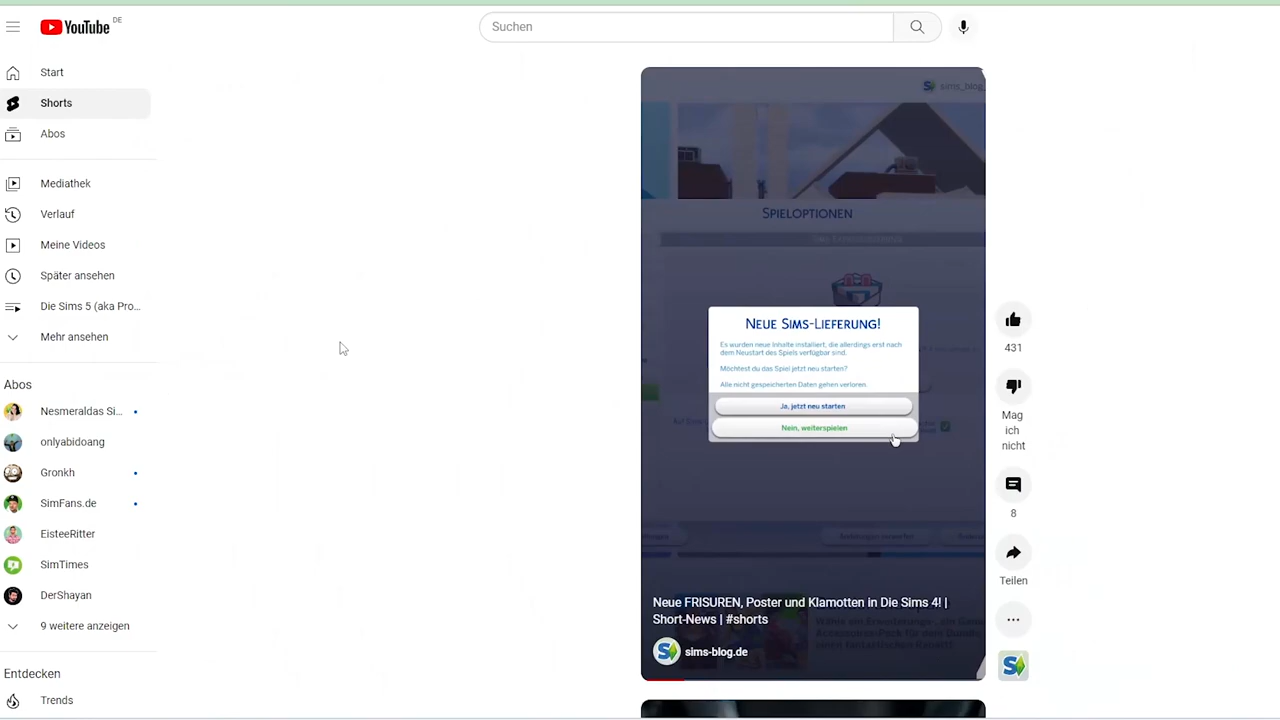 YouTube DE
Suchen
Start
Shorts
Abos
Mediathek
Verlauf
Meine Videos
Später ansehen
Die Sims 5 (aka Pro...
Mehr ansehen
Abos
Nesmeraldas Si...
onlyabidoang
Gronkh
SimFans.de
EisteeRitter
SimTimes
DerShayan
9 weitere anzeigen
Entdecken
Trends
sims_blog_
SPIELOPTIONEN
NEUE SIMS-LIEFERUNG!
Es wurden neue Inhalte installiert, die allerdings erst nach
dem Neustart des Spiels verfügbar sind.
Möchtest du das Spiel jetzt neu starten?
Alle nicht gespeicherten Daten gehen verloren.
Ja, jetzt neu starten
Nein, weiterspielen
Neue FRISUREN, Poster und Klamotten in Die Sims 4! |
Short-News | #shorts
sims-blog.de
431
Mag
ich
nicht
8
Teilen